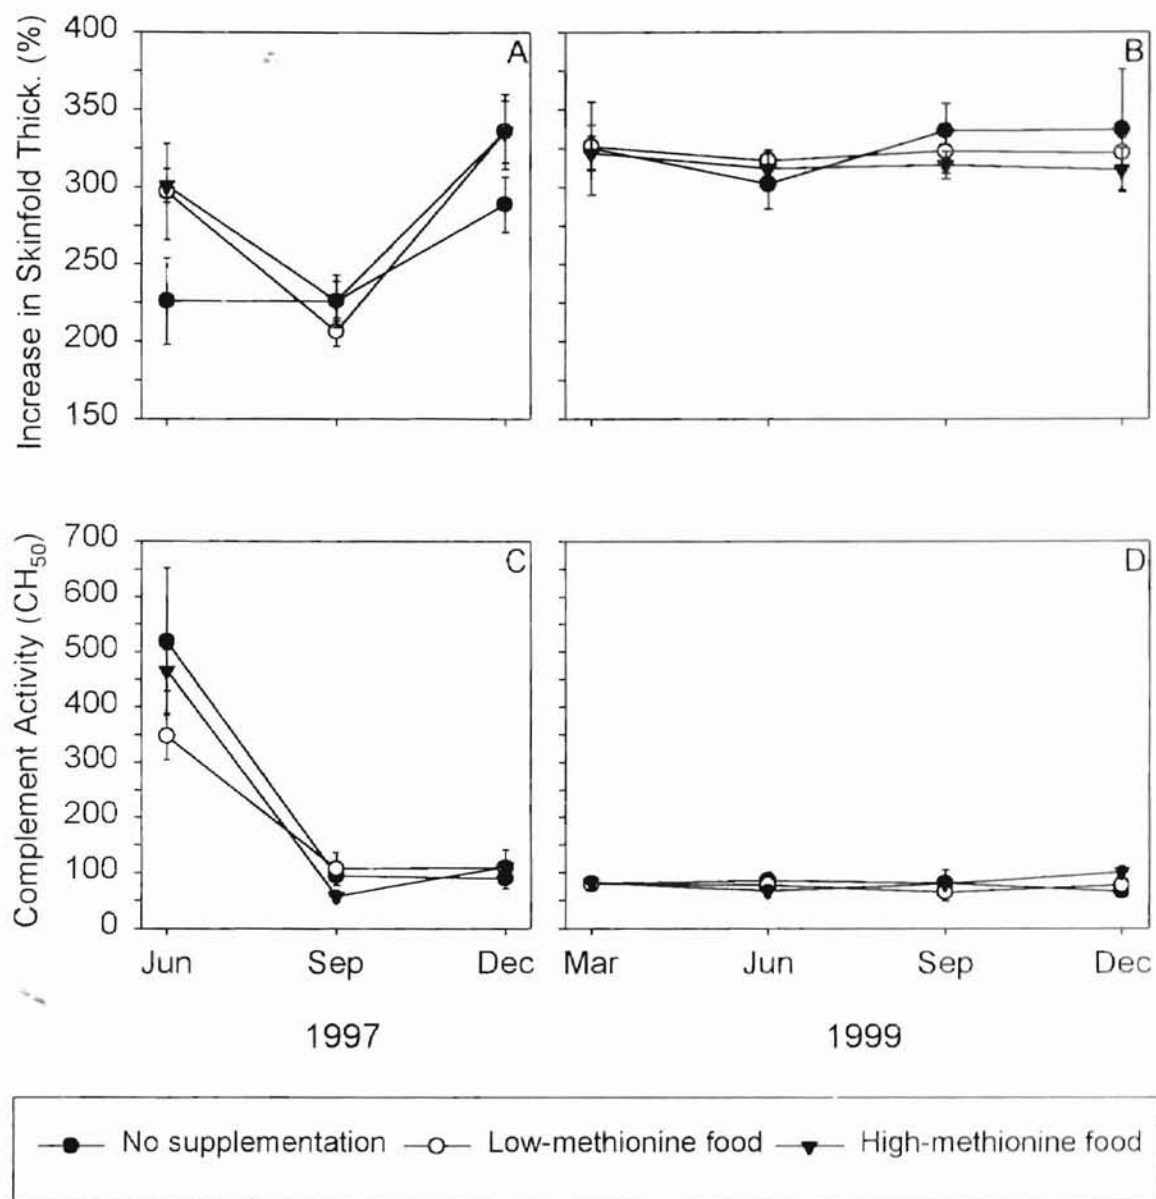 Increase in Skinfold Thick. (%)
400
350
300
250
200
150
A
B
Complement Activity (CH50)
700
600
500
400
300
200
100
0
C
D
Jun Sep Dec Mar Jun Sep Dec
1997 1999
No supplementation Low-methionine food High-methionine food